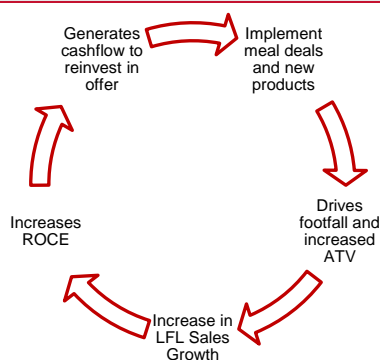 Generates
cashflow to
reinvest in
offer
Implement
meal deals
and new
products
Drives
footfall and
increased
ATV
Increase in
LFL Sales
Growth
Increases
ROCE